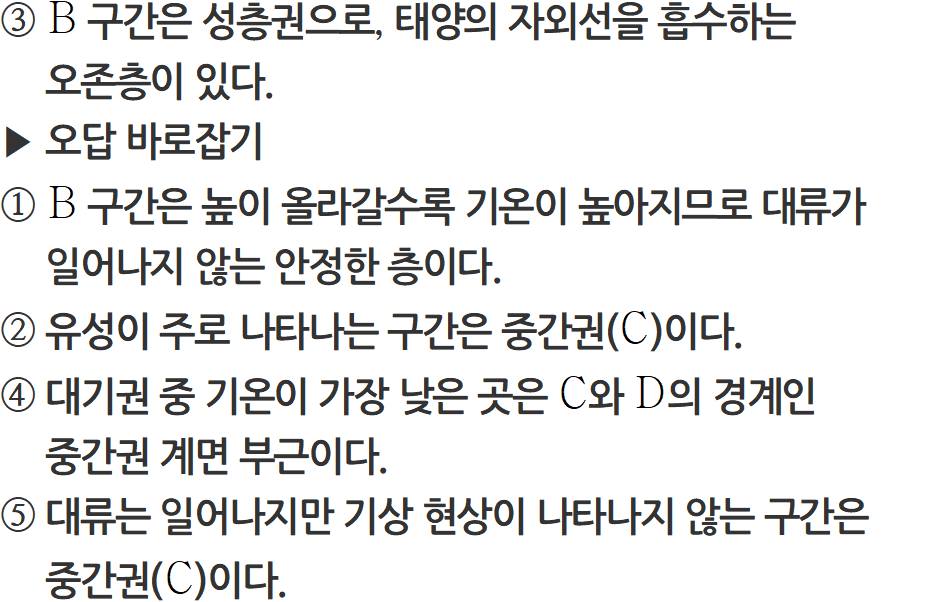 ③ B 구간은 성층권으로, 태양의 자외선을 흡수하는
오존층이 있다.
▶ 오답 바로잡기
① B 구간은 높이 올라갈수록 기온이 높아지므로 대류가
일어나지 않는 안정한 층이다.
② 유성이 주로 나타나는 구간은 중간권(C)이다.
④ 대기권 중 기온이 가장 낮은 곳은 C와 D의 경계인
중간권 계면 부근이다.
⑤ 대류는 일어나지만 기상 현상이 나타나지 않는 구간은
중간권(C)이다.